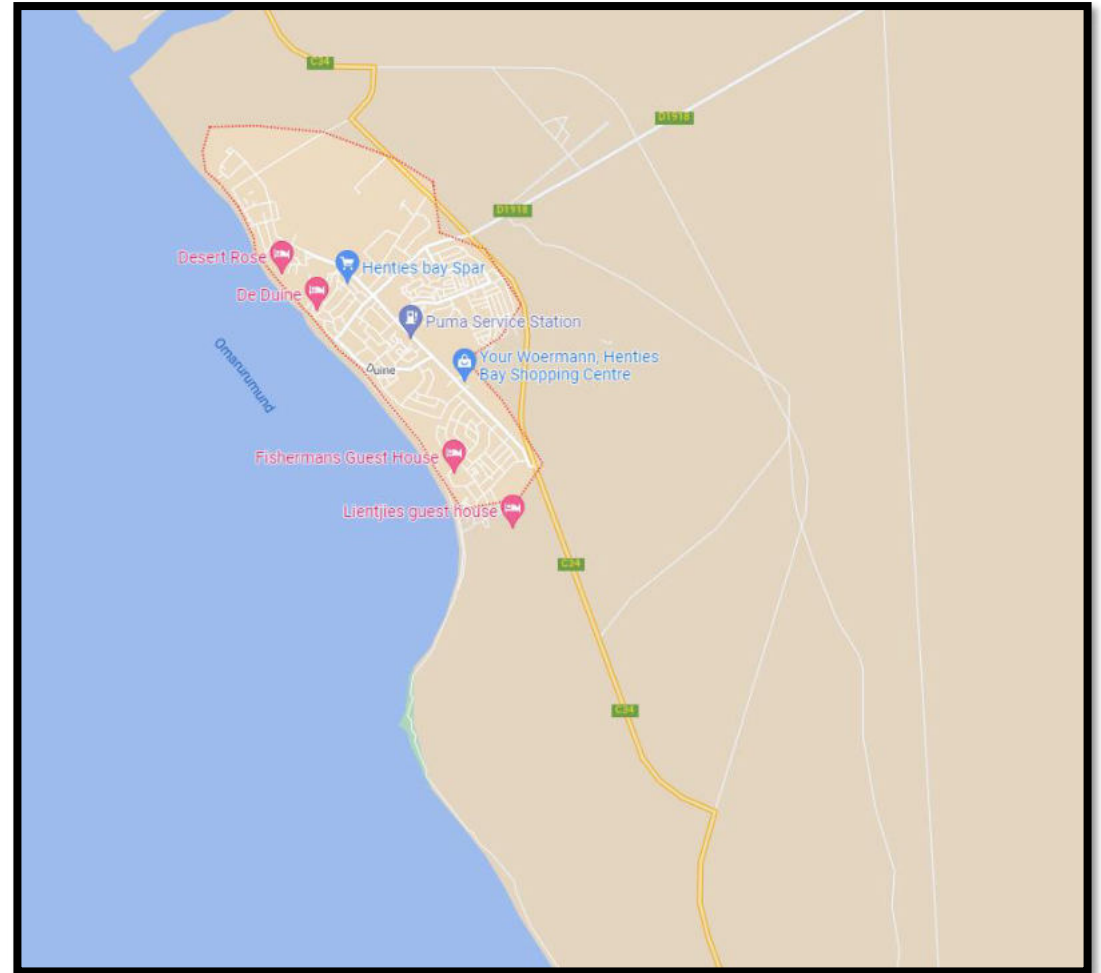 C34
D1918
D1918
Desert Rose
Henties bay Spar
De Duine
Puma Service Station
Omarurumund
Your Woermann, Henties
Bay Shopping Centre
Duine
Fishermans Guest House
Lientjies guest house
C34
C34